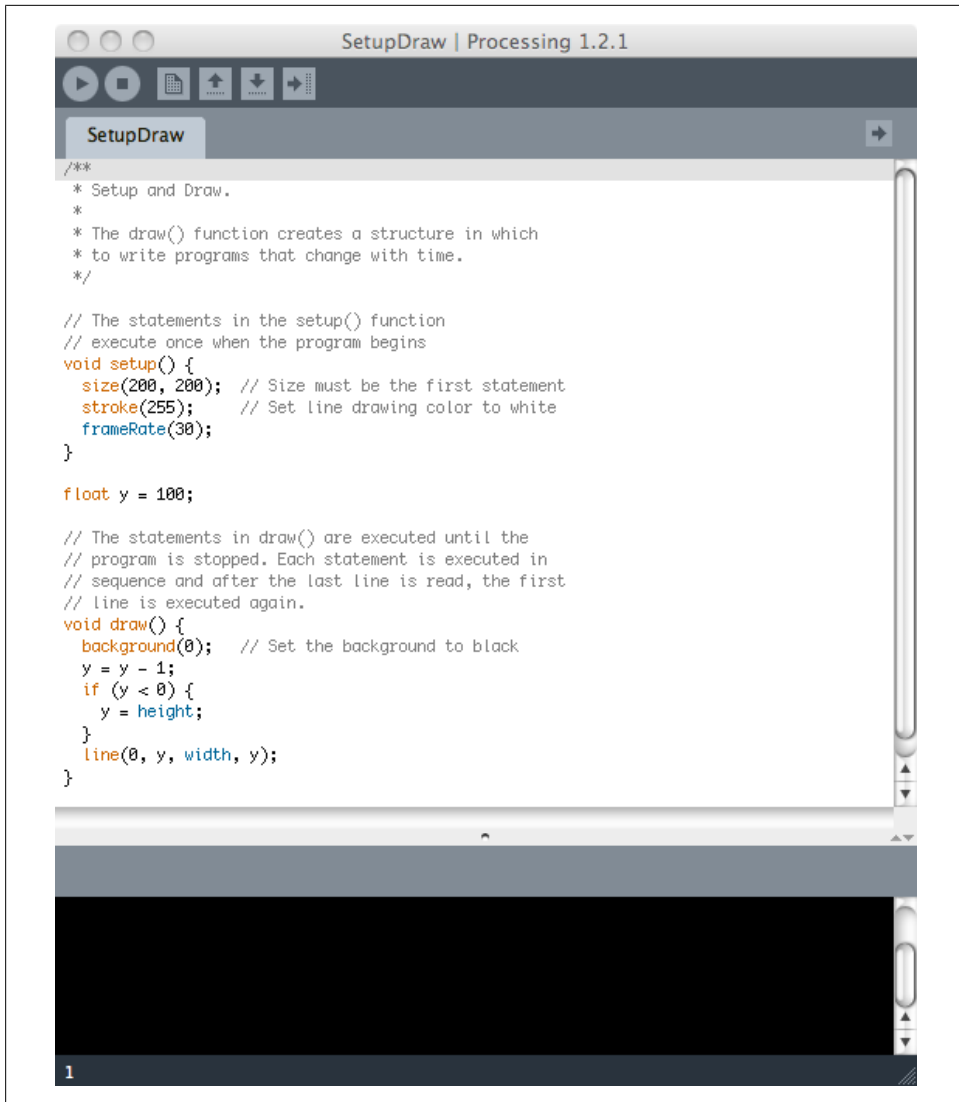 SetupDraw | Processing 1.2.1
SetupDraw
/**
 * Setup and Draw.
 *
 * The draw() function creates a structure in which
 * to write programs that change with time.
 */

// The statements in the setup() function
// execute once when the program begins
void setup() {
  size(200, 200);  // Size must be the first statement
  stroke(255);     // Set line drawing color to white
  frameRate(30);
}

float y = 100;

// The statements in draw() are executed until the
// program is stopped. Each statement is executed in
// sequence and after the last line is read, the first
// line is executed again.
void draw() {
  background(0);   // Set the background to black
  y = y - 1;
  if (y < 0) {
    y = height;
  }
  line(0, y, width, y);
}
1